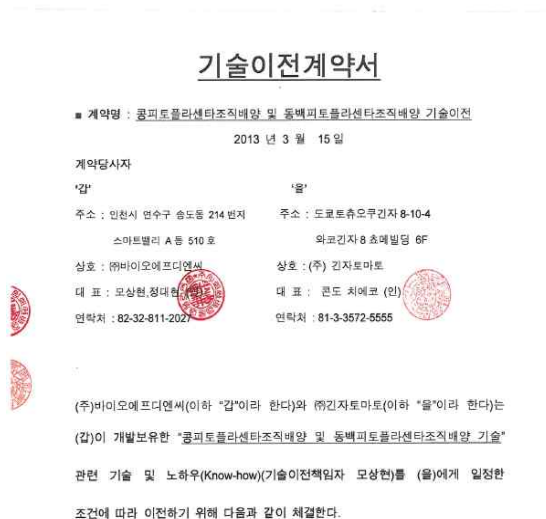 기술이전계약서
■ 계약명 : 콩피토플라센타조직배양 및 동백피토플라센타조직배양 기술이전
2013 년 3 월 15일
계약당사자
'갑' '을'
주소 : 인천시 연수구 송도동 214번지 주소 : 도쿄토츄오쿠긴자 8-10-4
스마트밸리 A동 510호 와코긴자 8 쵸메빌딩 6F
상호 : ㈜바이오에프디엔씨 상호 : (주) 긴자토마토
대 표 : 모상현,정대현 (인) 대 표 : 콘도 치에코 (인)
연락처 : 82-32-811-2027 연락처 : 81-3-3572-5555
(주)바이오에프디엔씨(이하 "갑"이라 한다)와 ㈜긴자토마토(이하 "을"이라 한다)는
(갑)이 개발보유한 "콩피토플라센타조직배양 및 동백피토플라센타조직배양 기술"
관련 기술 및 노하우(Know-how)(기술이전책임자 모상현)를 (을)에게 일정한
조건에 따라 이전하기 위해 다음과 같이 체결한다.